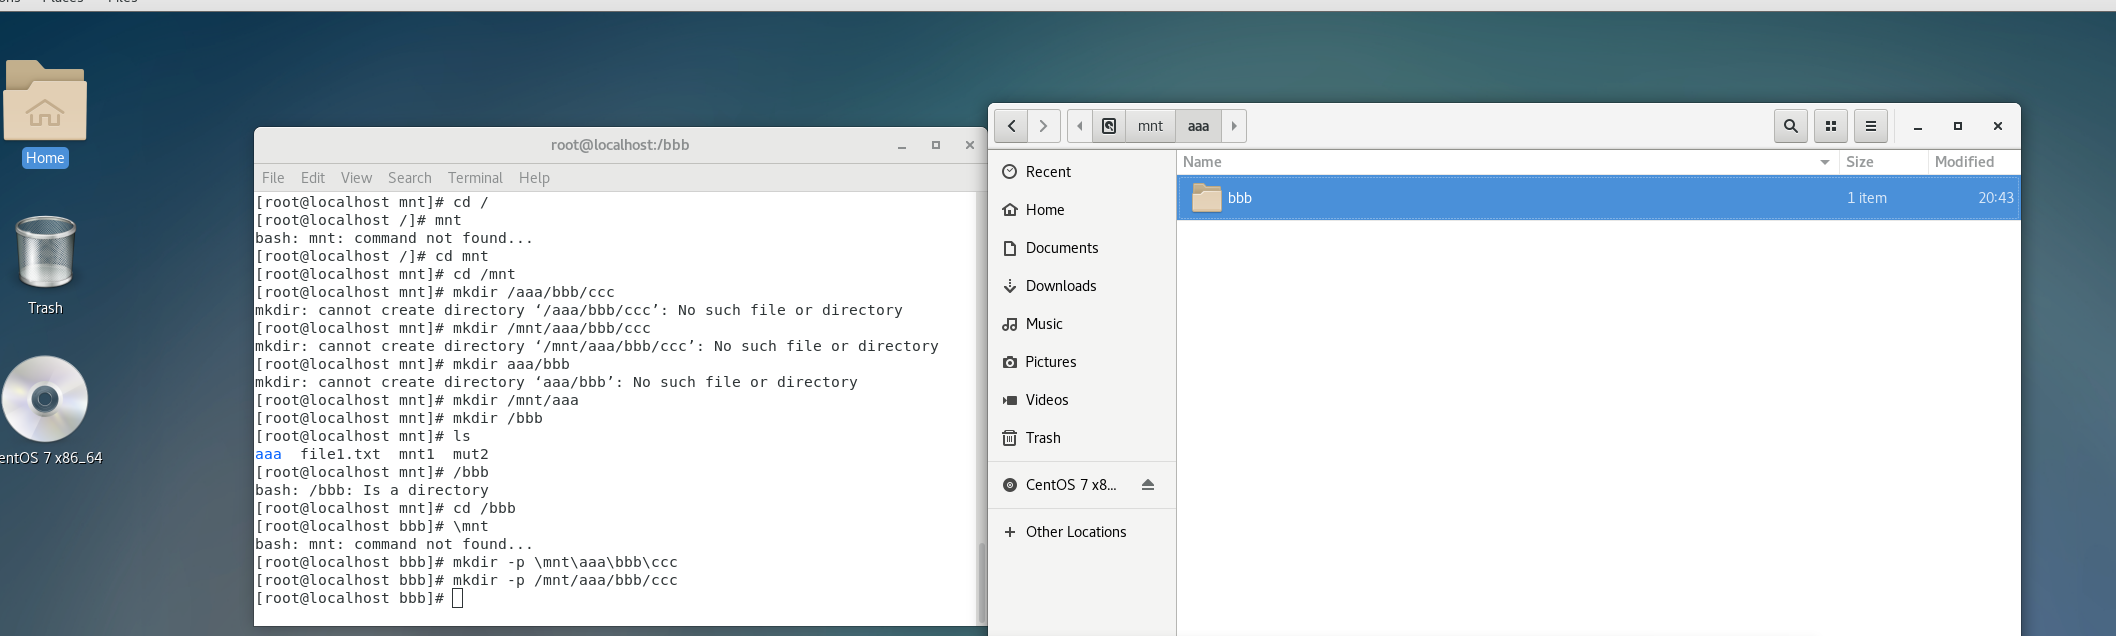 Places
Home
Trash
entOS 7 x86_64
root@localhost:/bbb
File Edit View Search Terminal Help
[root@localhost mnt]# cd /
[root@localhost /]# mnt
bash: mnt: command not found...
[root@localhost /]# cd mnt
[root@localhost mnt]# cd /mnt
[root@localhost mnt]# mkdir /aaa/bbb/ccc
mkdir: cannot create directory ‘/aaa/bbb/ccc’: No such file or directory
[root@localhost mnt]# mkdir /mnt/aaa/bbb/ccc
mkdir: cannot create directory ‘/mnt/aaa/bbb/ccc’: No such file or directory
[root@localhost mnt]# mkdir aaa/bbb
mkdir: cannot create directory ‘aaa/bbb’: No such file or directory
[root@localhost mnt]# mkdir /mnt/aaa
[root@localhost mnt]# mkdir /bbb
[root@localhost mnt]# ls
aaa file1.txt mnt1 mut2
[root@localhost mnt]# /bbb
bash: /bbb: Is a directory
[root@localhost mnt]# cd /bbb
[root@localhost bbb]# \mnt
bash: mnt: command not found...
[root@localhost bbb]# mkdir -p \mnt\aaa\bbb\ccc
[root@localhost bbb]# mkdir -p /mnt/aaa/bbb/ccc
[root@localhost bbb]#
mnt aaa
Recent
Home
Documents
Downloads
Music
Pictures
Videos
Trash
CentOS 7 x8...
Other Locations
Name Size Modified
bbb 1 item 20:43